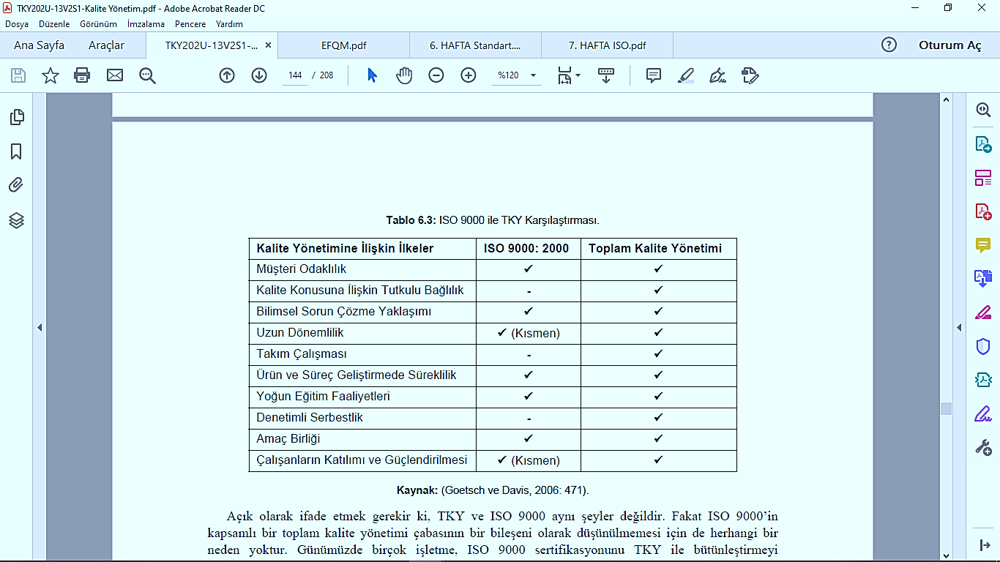 TKY202U-13V2S1-Kalite Yönetim.pdf - Adobe Acrobat Reader DC
Dosya Düzenle Görünüm İmzalama Pencere Yardım
Ana Sayfa Araçlar TKY202U-13V2S1-... × EFQM.pdf 6. HAFTA Standart.... 7. HAFTA ISO.pdf Oturum Aç
144 / 208 %120
Tablo 6.3: ISO 9000 ile TKY Karşılaştırması.
Kalite Yönetimine İlişkin İlkeler ISO 9000: 2000 Toplam Kalite Yönetimi
Müşteri Odaklılık ✓ ✓
Kalite Konusuna İlişkin Tutkulu Bağlılık - ✓
Bilimsel Sorun Çözme Yaklaşımı ✓ ✓
Uzun Dönemlilik ✓ (Kısmen) ✓
Takım Çalışması - ✓
Ürün ve Süreç Geliştirmede Süreklilik ✓ ✓
Yoğun Eğitim Faaliyetleri ✓ ✓
Denetimli Serbestlik - ✓
Amaç Birliği ✓ ✓
Çalışanların Katılımı ve Güçlendirilmesi ✓ (Kısmen) ✓
Kaynak: (Goetsch ve Davis, 2006: 471).
Açık olarak ifade etmek gerekir ki, TKY ve ISO 9000 aynı şeyler değildir. Fakat ISO 9000’in
kapsamlı bir toplam kalite yönetimi çabasının bir bileşeni olarak düşünülmemesi için de herhangi bir
neden yoktur. Günümüzde birçok işletme, ISO 9000 sertifikasyonunu TKY ile bütünleştirmeyi